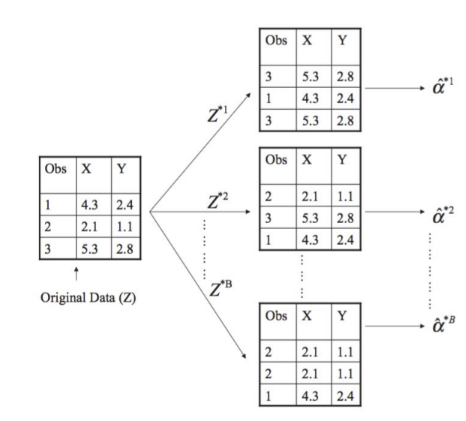 Obs X Y
3 5.3 2.8
1 4.3 2.4
3 5.3 2.8
α̂*1
Z*1
Obs X Y
1 4.3 2.4
2 2.1 1.1
3 5.3 2.8
Original Data (Z)
Z*2
Obs X Y
2 2.1 1.1
3 5.3 2.8
1 4.3 2.4
α̂*2
Z*B
Obs X Y
2 2.1 1.1
2 2.1 1.1
1 4.3 2.4
α̂*B